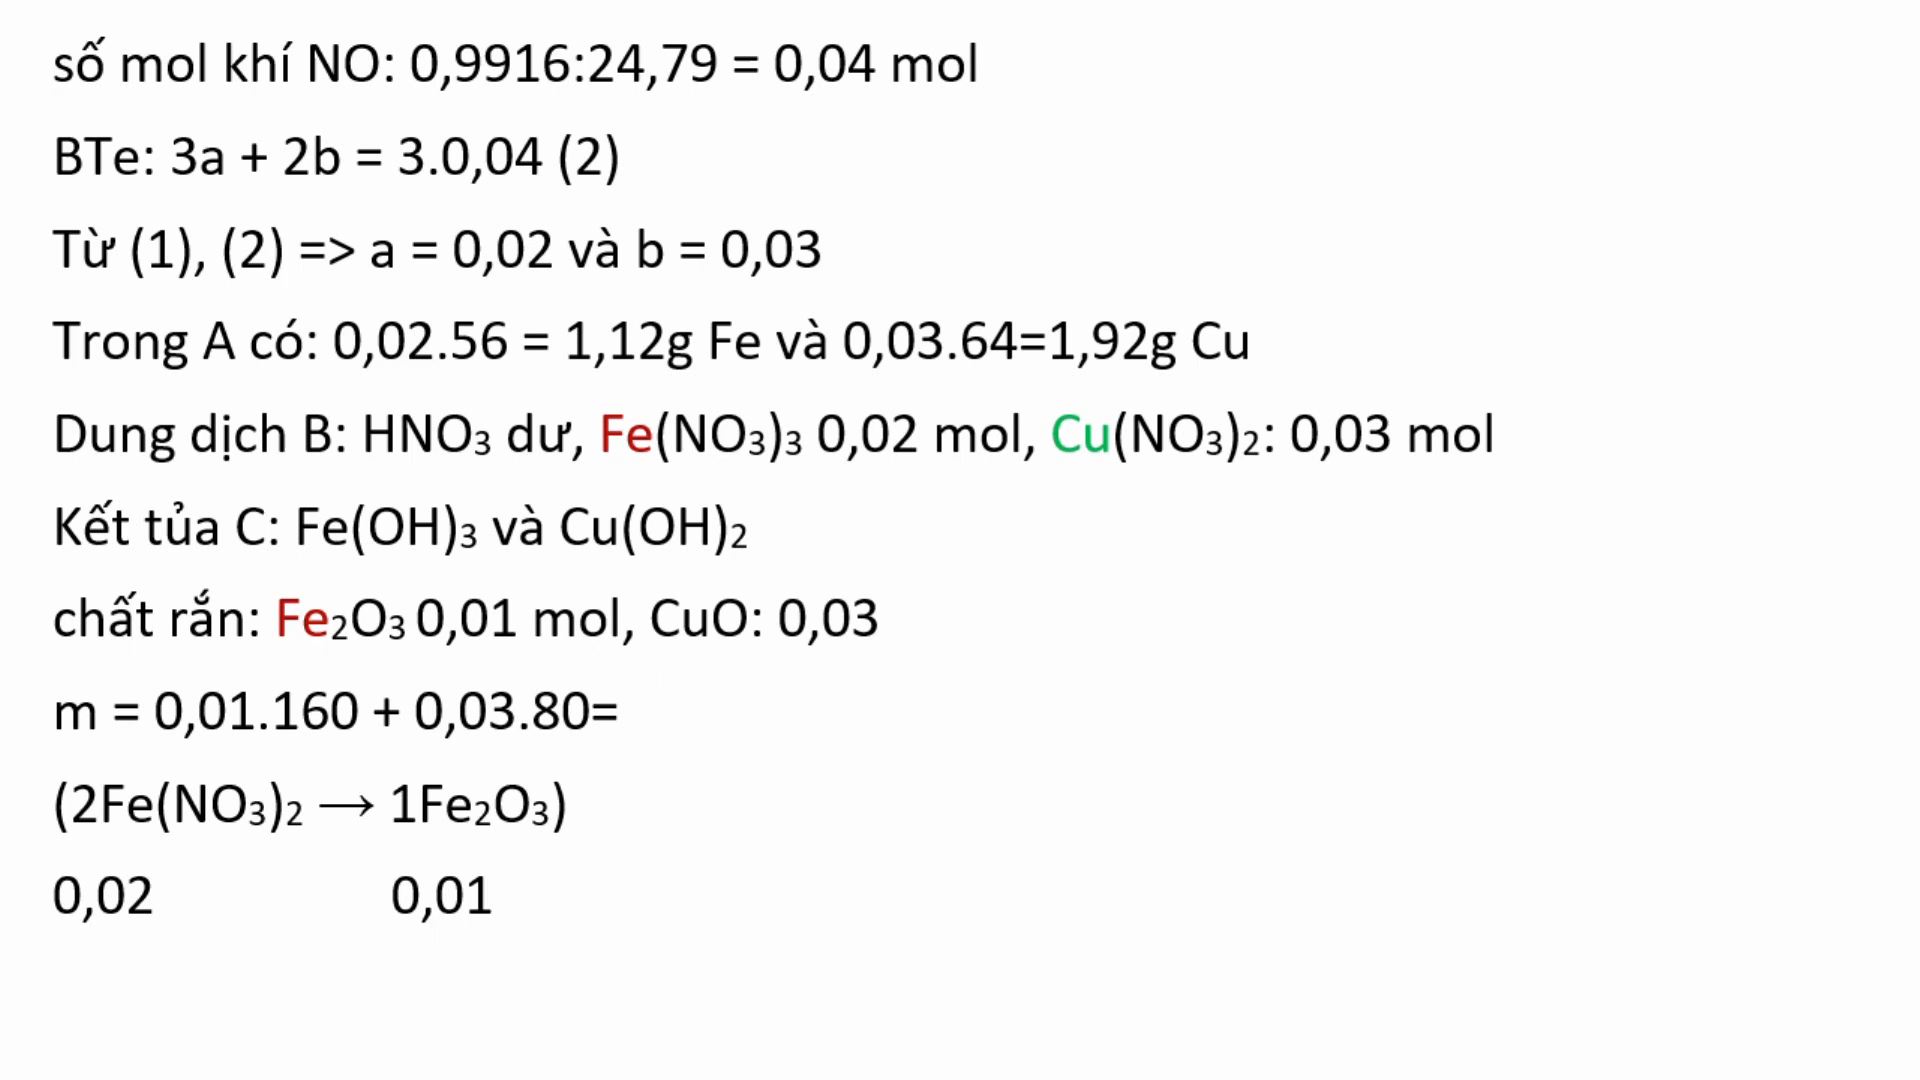 số mol khí NO: 0,9916:24,79 = 0,04 mol
BTe: 3a + 2b = 3.0,04 (2)
Từ (1), (2) => a = 0,02 và b = 0,03
Trong A có: 0,02.56 = 1,12g Fe và 0,03.64=1,92g Cu
Dung dịch B: HNO₃ dư, Fe(NO₃)₃ 0,02 mol, Cu(NO₃)₂: 0,03 mol
Kết tủa C: Fe(OH)₃ và Cu(OH)₂
chất rắn: Fe₂O₃ 0,01 mol, CuO: 0,03
m = 0,01.160 + 0,03.80=
(2Fe(NO₃)₂ → 1Fe₂O₃)
0,02 0,01